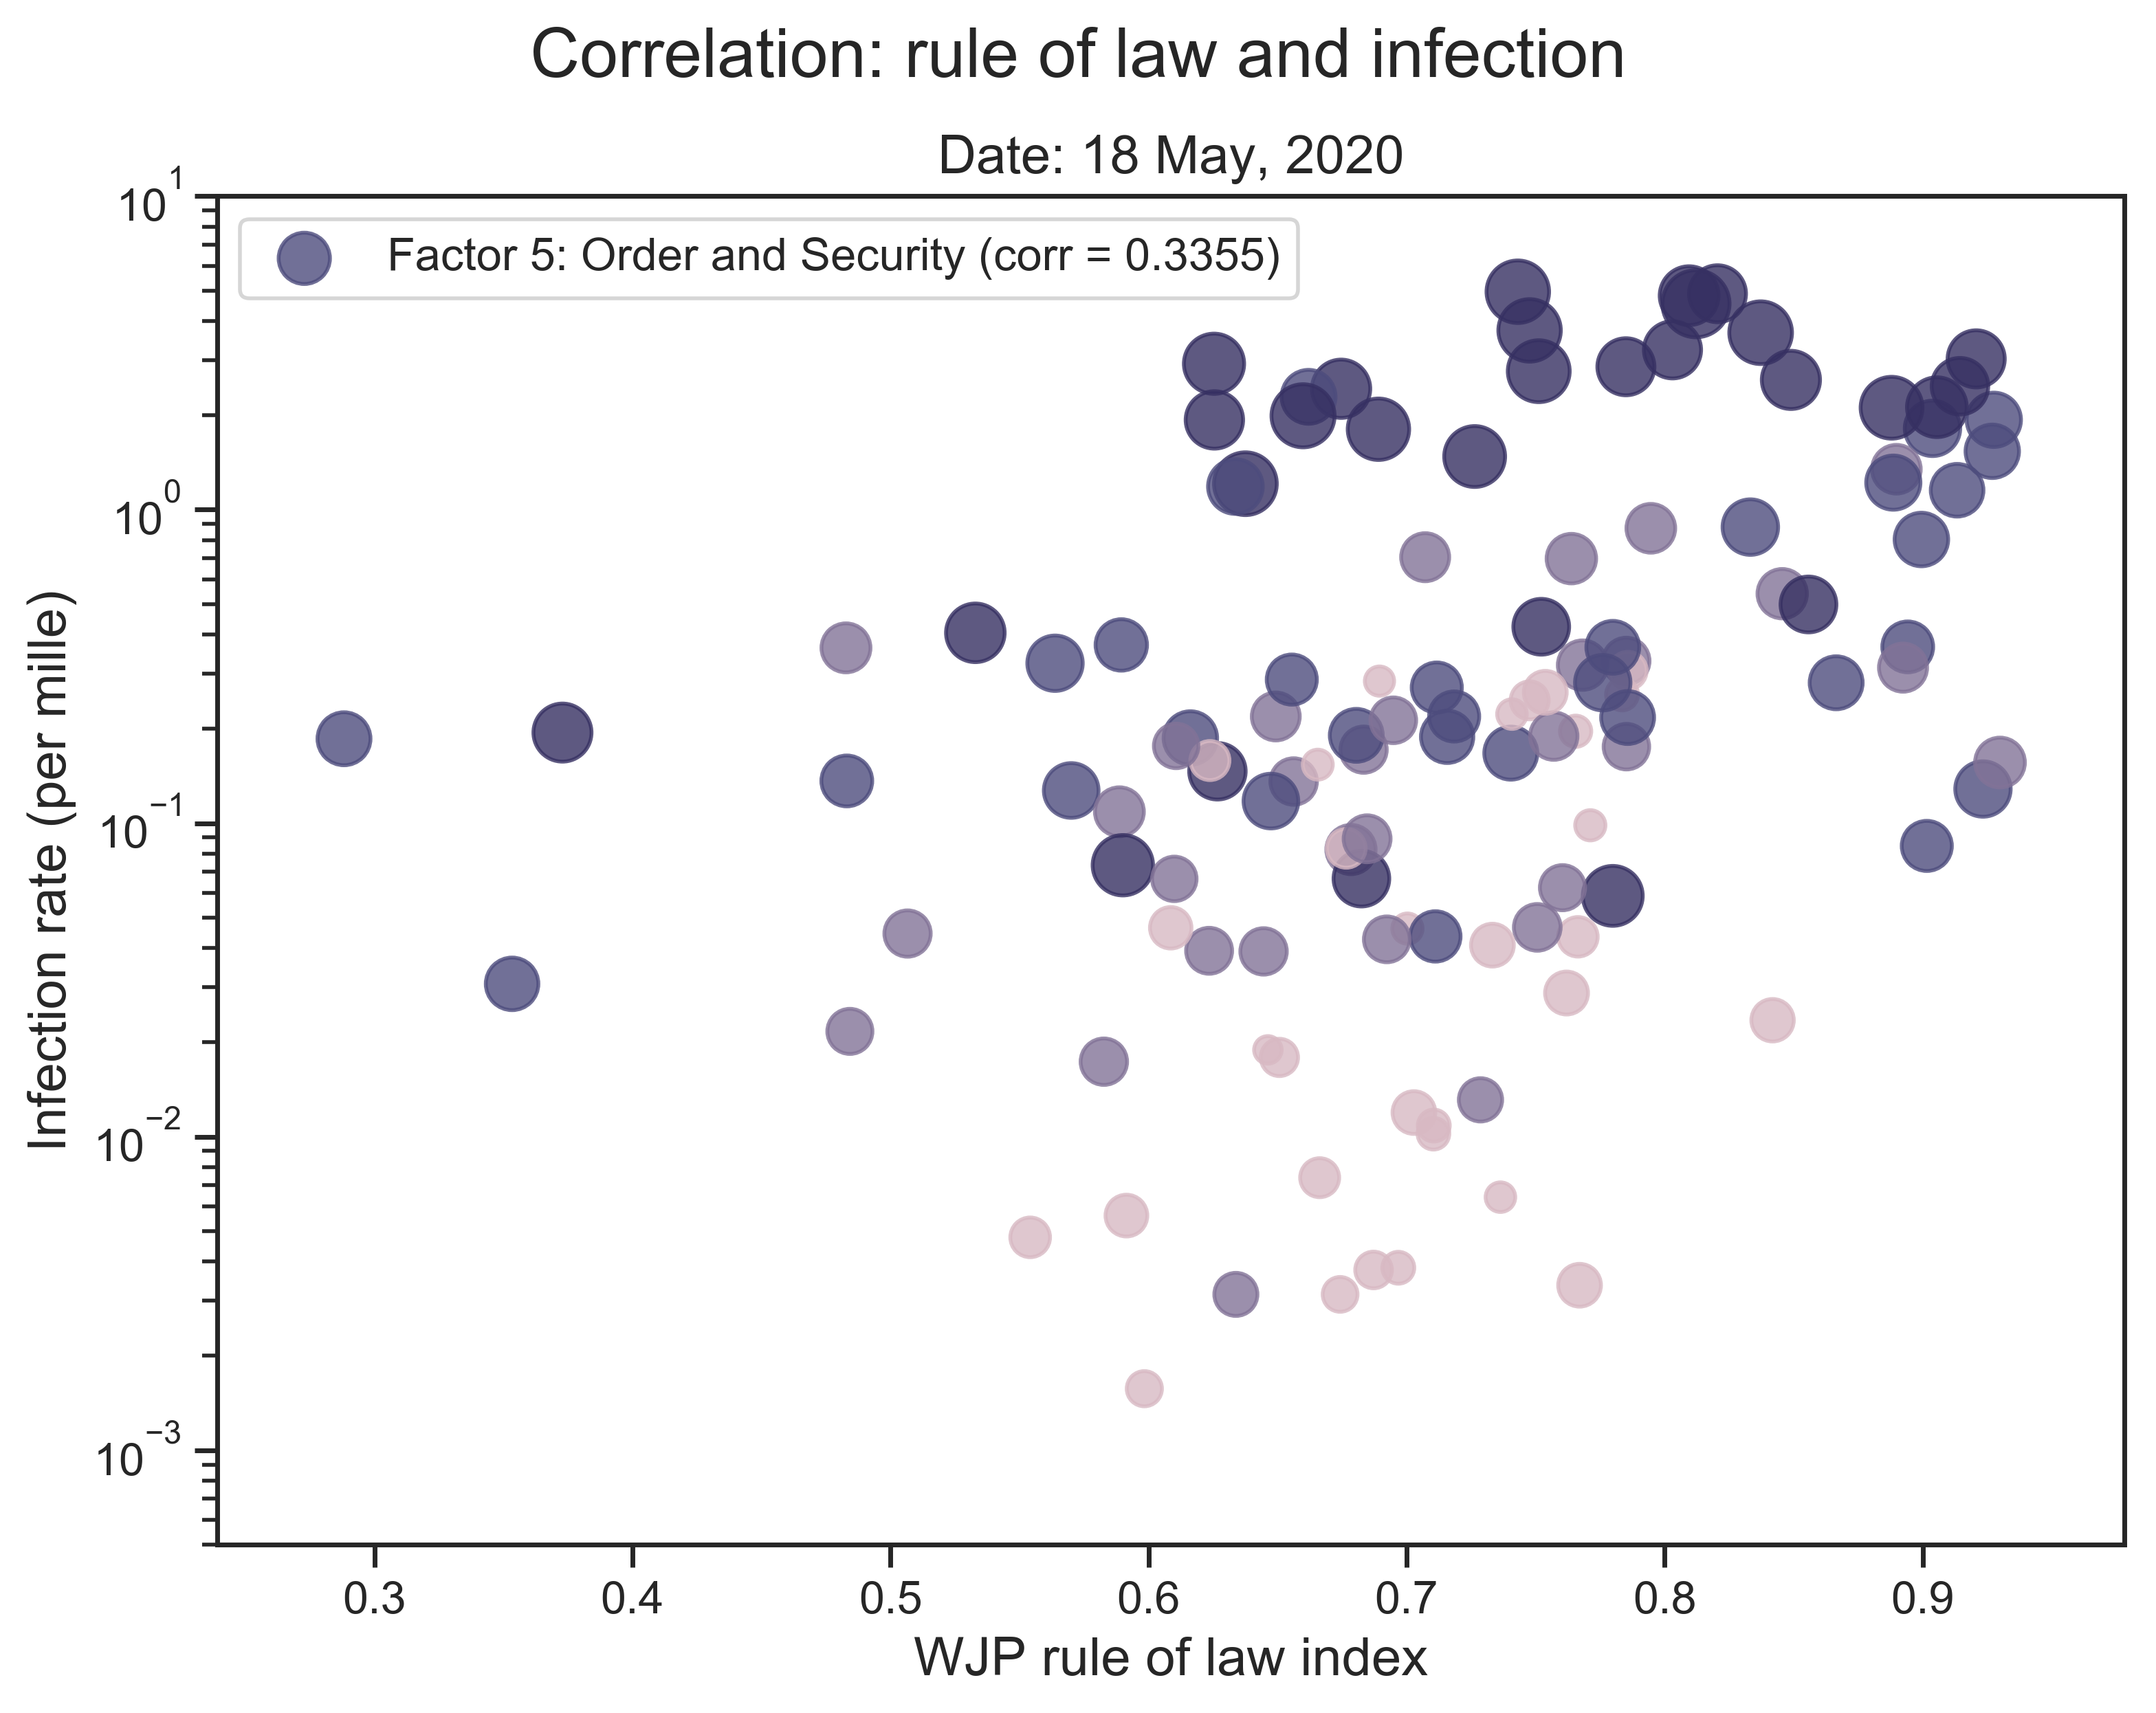 Correlation: rule of law and infection
Date: 18 May, 2020
Factor 5: Order and Security (corr = 0.3355)
Infection rate (per mille)
10^1
10^0
10^−1
10^−2
10^−3
0.3 0.4 0.5 0.6 0.7 0.8 0.9
WJP rule of law index